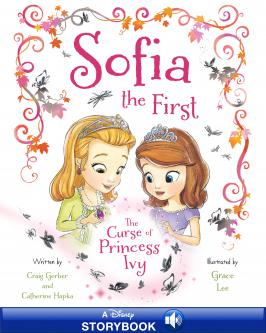 Sofia
the First
The
Curse of
Princess
Ivy
Written by
Craig Gerber
and
Catherine Hapka
Illustrated by
Grace
Lee
A DISNEY
STORYBOOK